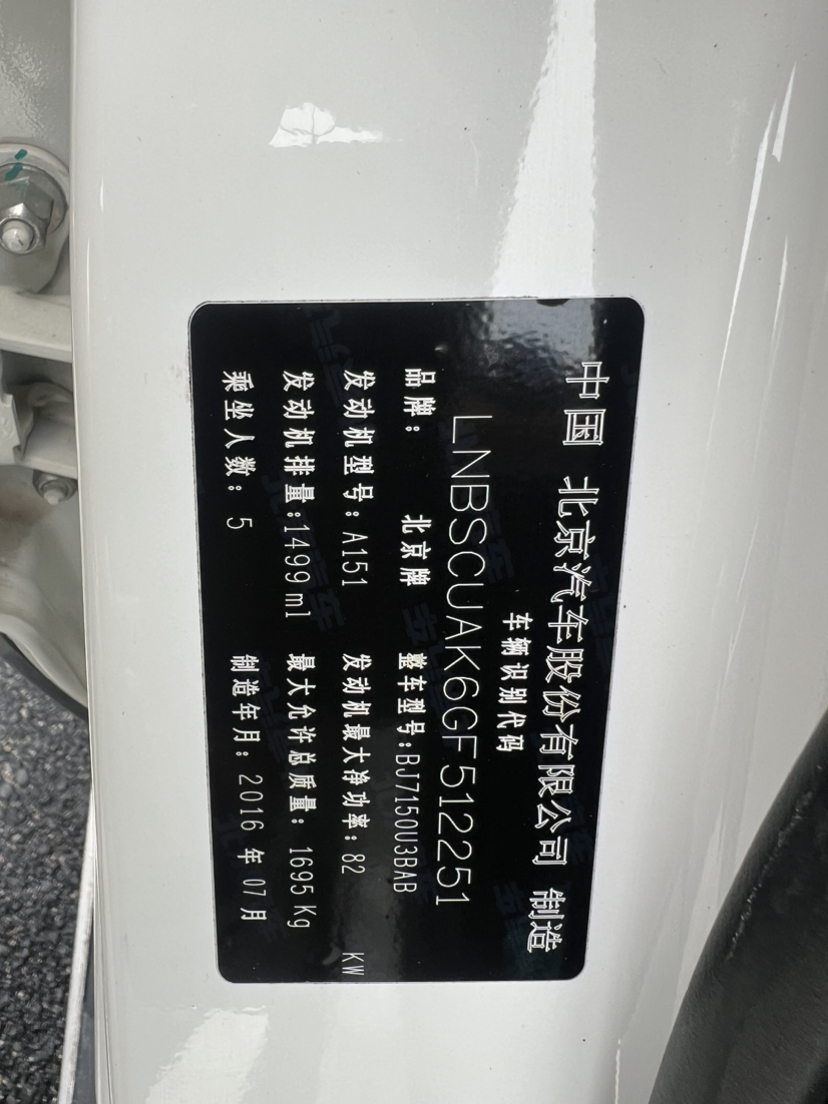 中国 北京汽车股份有限公司 制造
车辆识别代码
LNBSCUAK6GF512251
品牌： 北京牌 整车型号：BJ7150U3BAB
发动机型号：A151 发动机最大净功率：82 KW
发动机排量：1499 ml 最大允许总质量：1695 Kg
乘坐人数：5 制造年月：2016 年 07月